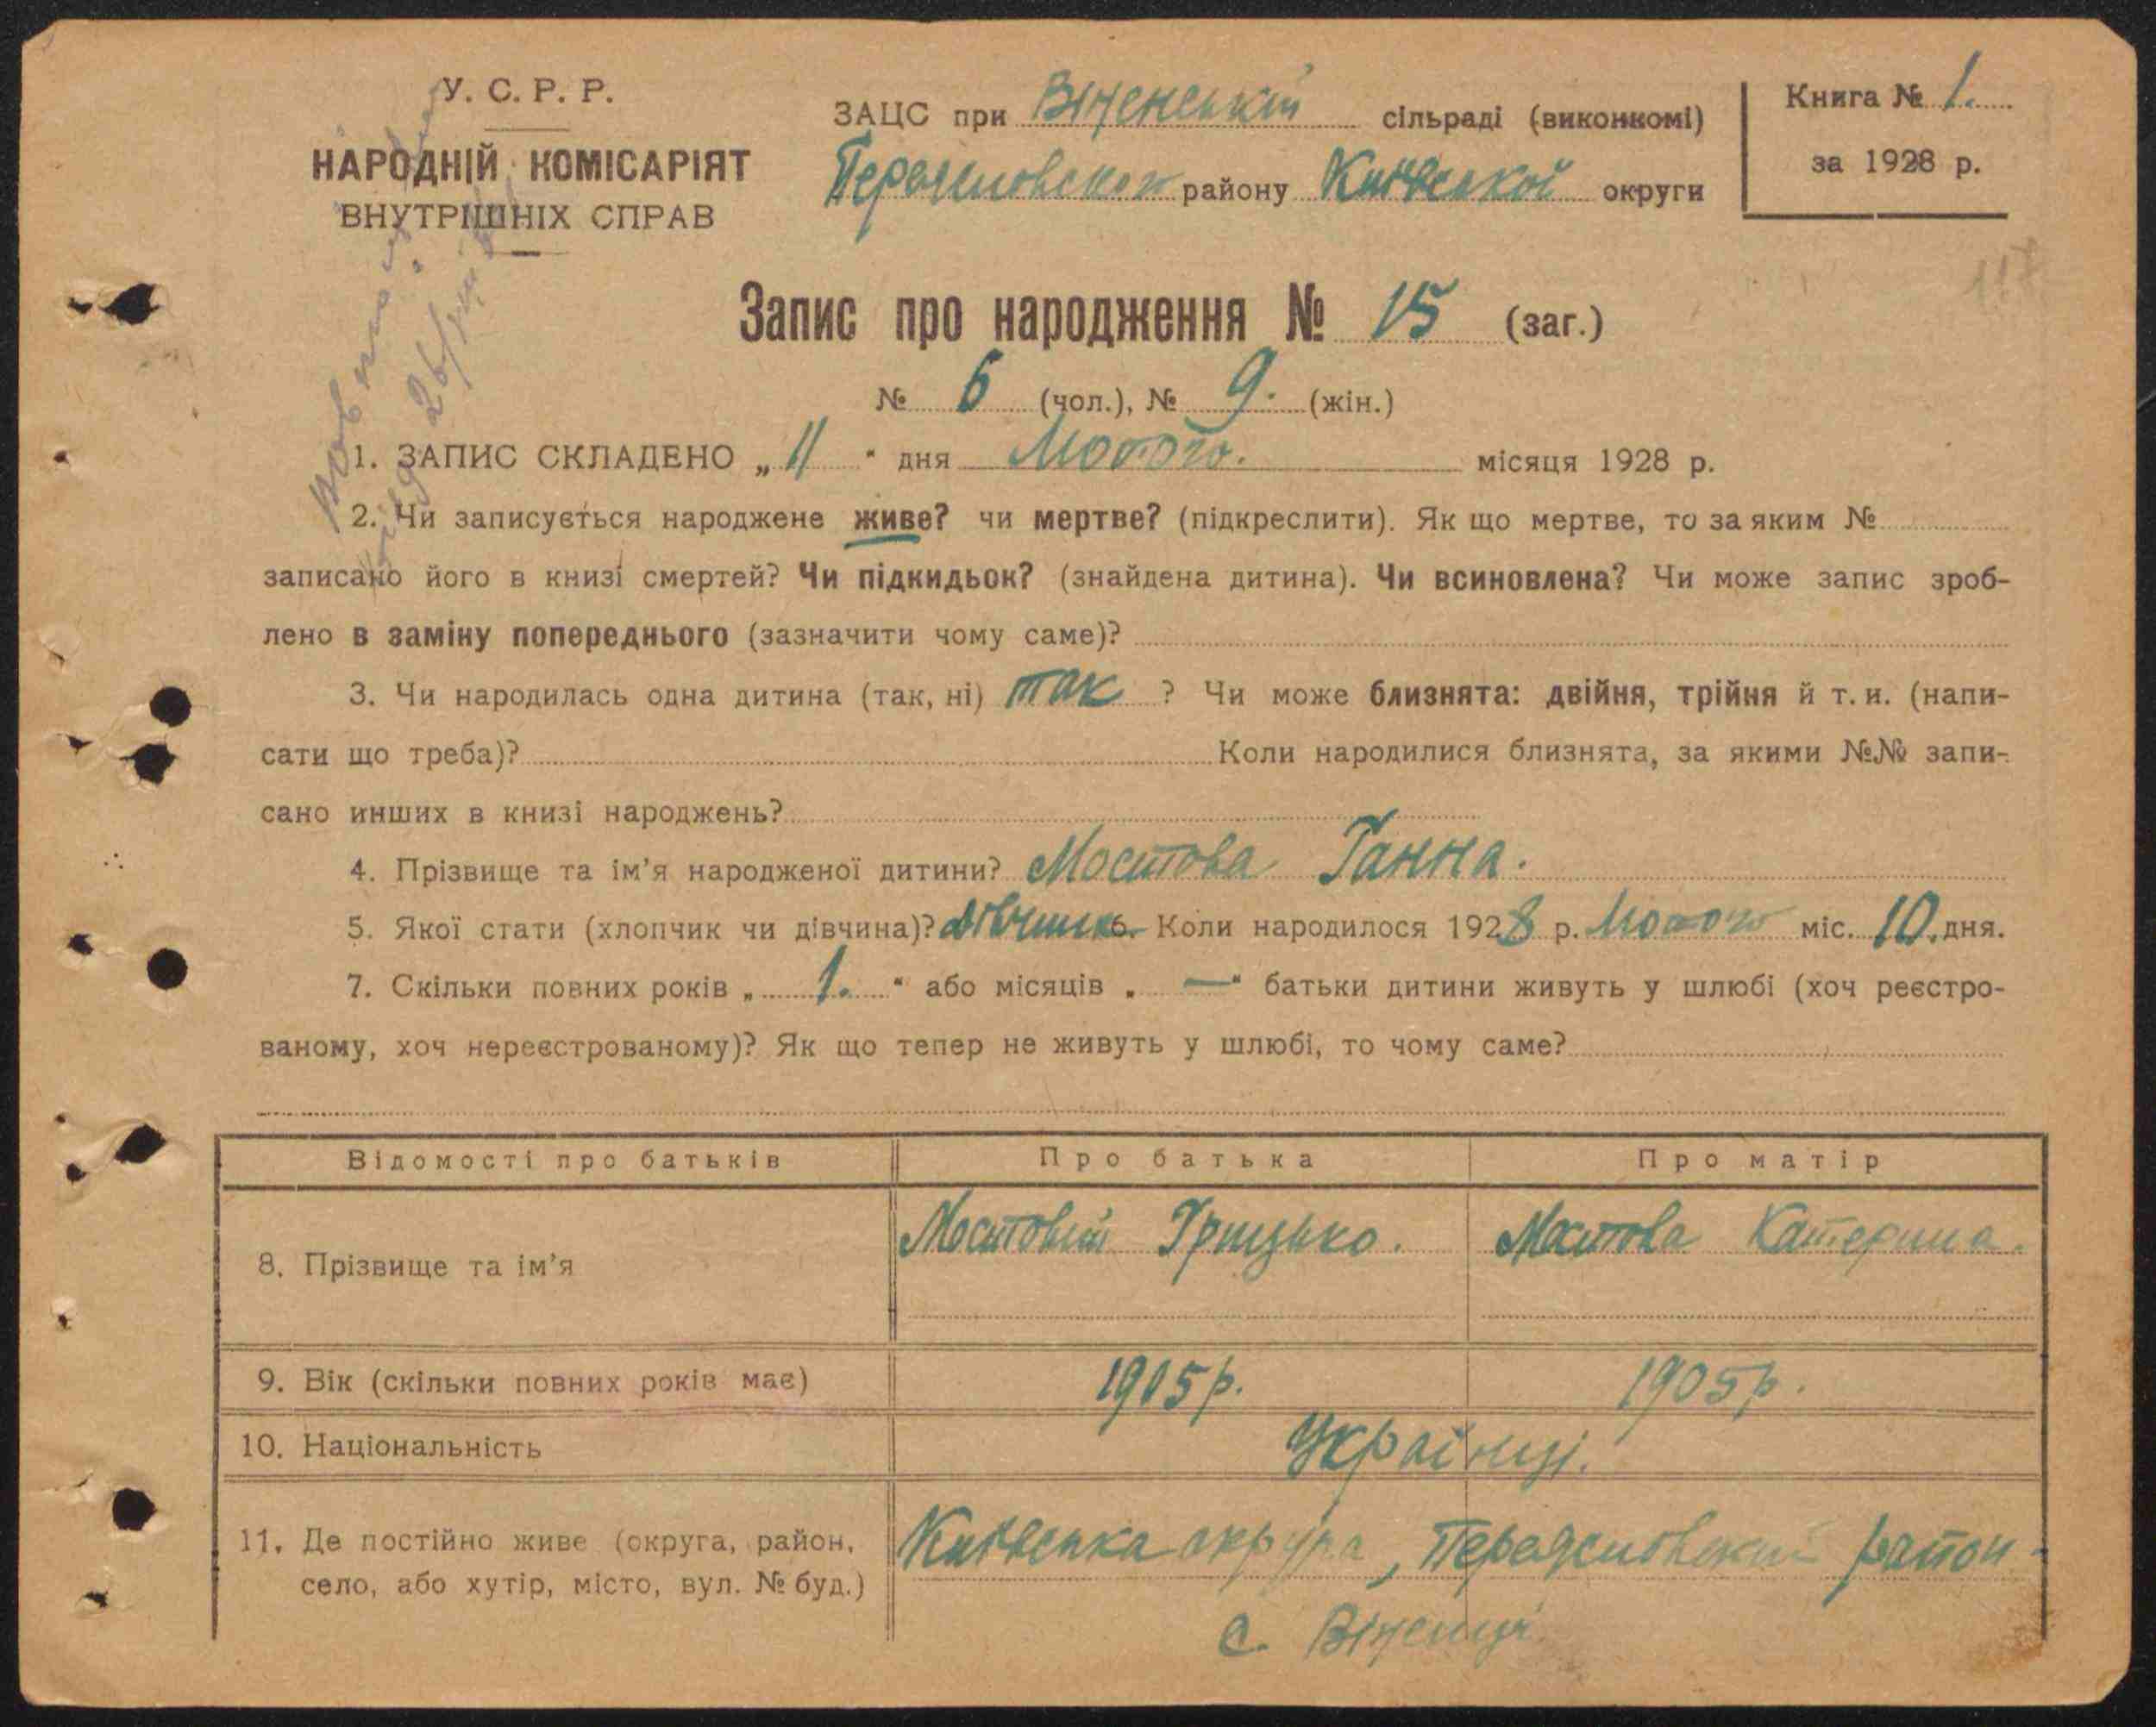 У. С. Р. Р.
НАРОДНІЙ КОМІСАРІЯТ
ВНУТРІШНІХ СПРАВ
ЗАЦС при Віненській сільраді (виконкомі)
Переясловского району Київської округи
Книга № 1.
за 1928 р.
117
Запис про народження № 15 (заг.)
№ 6 (чол.), № 9. (жін.)
1. ЗАПИС СКЛАДЕНО „ 11 " дня Лютого. місяця 1928 р.
2. Чи записується народжене живе? чи мертве? (підкреслити). Як що мертве, то за яким №
записано його в книзі смертей? Чи підкидьок? (знайдена дитина). Чи всиновлена? Чи може запис зроб-
лено в заміну попереднього (зазначити чому саме)?
3. Чи народилась одна дитина (так, ні) так ? Чи може близнята: двійня, трійня й т. и. (напи-
сати що треба)? Коли народилися близнята, за якими №№ запи-
сано инших в книзі народжень?
4. Прізвище та ім'я народженої дитини? Мостова Ганна.
5. Якої стати (хлопчик чи дівчина)? дівчинка 6. Коли народилося 1928 р. Лютого міс. 10. дня.
7. Скільки повних років „ 1. " або місяців „ — " батьки дитини живуть у шлюбі (хоч реєстро-
ваному, хоч нереєстрованому)? Як що тепер не живуть у шлюбі, то чому саме?
Відомості про батьків Про батька Про матір
8. Прізвище та ім'я Мостовий Грицько. Мостова Катерина.
9. Вік (скільки повних років має) 1905р. 1905р.
10. Національність Українці.
11. Де постійно живе (округа, район,
село, або хутір, місто, вул. № буд.)
Київська округа, Переясловский район
с. Віненці